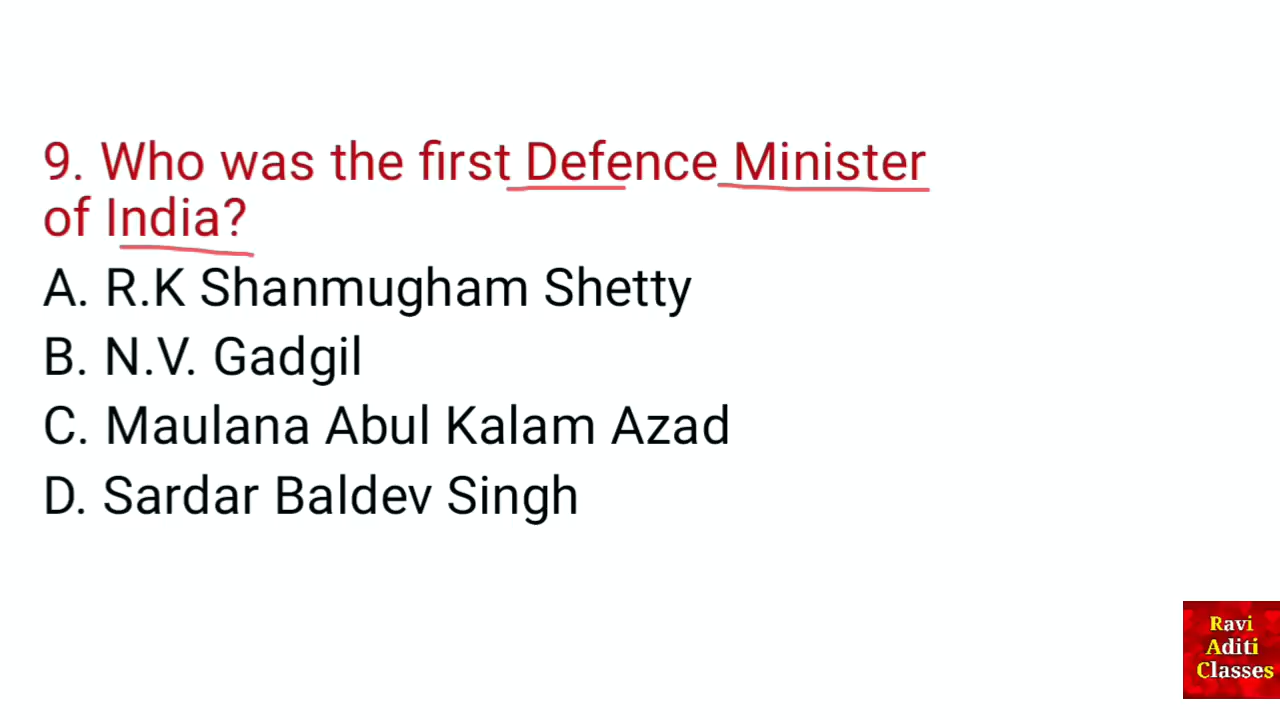 9. Who was the first Defence Minister
of India?
A. R.K Shanmugham Shetty
B. N.V. Gadgil
C. Maulana Abul Kalam Azad
D. Sardar Baldev Singh
Ravi
Aditi
Classes